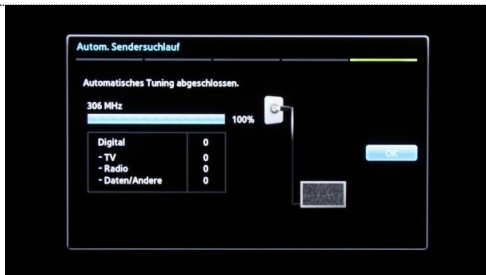 Autom. Sendersuchlauf
Automatisches Tuning abgeschlossen.
306 MHz
100%
Digital 0
- TV 0
- Radio 0
- Daten/Andere 0
OK